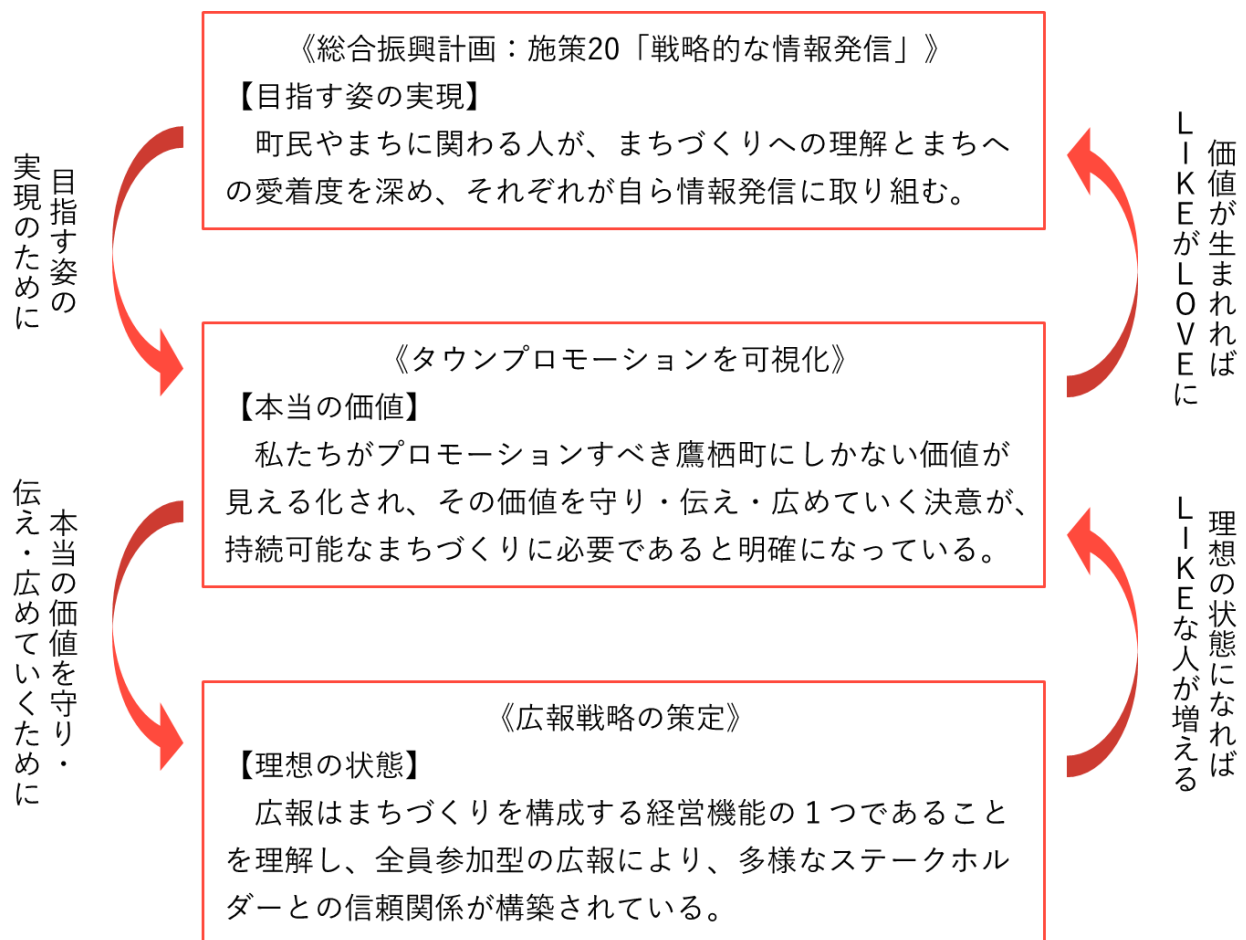 《総合振興計画：施策20「戦略的な情報発信」》
【目指す姿の実現】
　町民やまちに関わる人が、まちづくりへの理解とまちへ
の愛着度を深め、それぞれが自ら情報発信に取り組む。
目指す姿の
実現のために
価値が生まれれば
LIKEがLOVEに
《タウンプロモーションを可視化》
【本当の価値】
　私たちがプロモーションすべき鷹栖町にしかない価値が
見える化され、その価値を守り・伝え・広めていく決意が、
持続可能なまちづくりに必要であると明確になっている。
本当の価値を守り・
伝え・広めていくために
理想の状態になれば
LIKEな人が増える
《広報戦略の策定》
【理想の状態】
　広報はまちづくりを構成する経営機能の１つであること
を理解し、全員参加型の広報により、多様なステークホル
ダーとの信頼関係が構築されている。